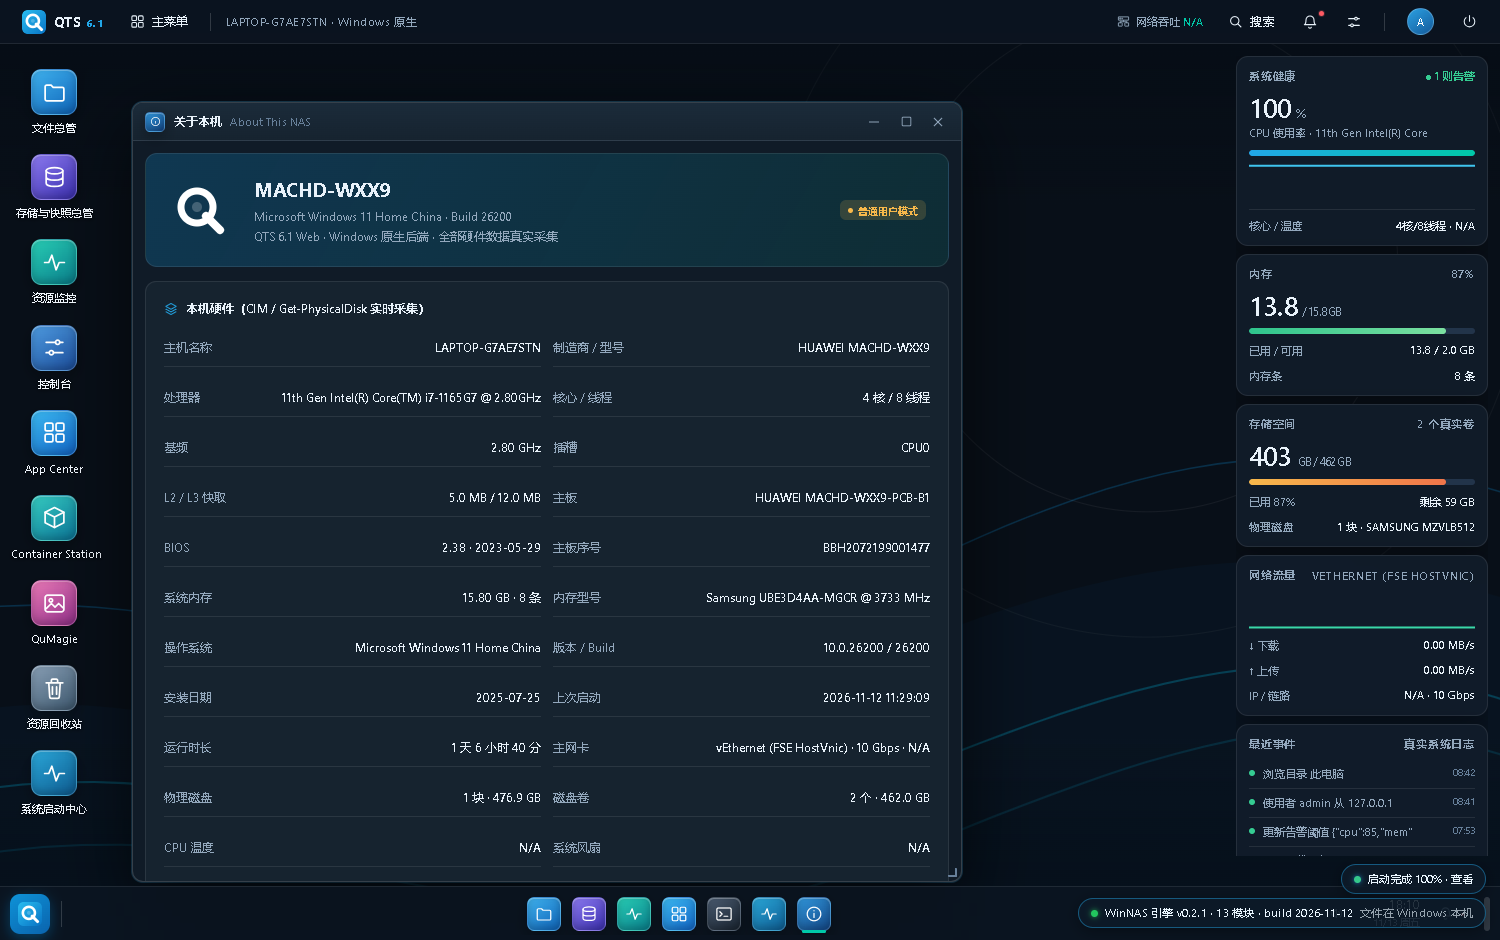 QTS 6.1 主菜单 LAPTOP-G7AE7STN · Windows 原生 网络吞吐 N/A 搜索 A
文件总管
存储与快照总管
资源监控
控制台
App Center
Container Station
QuMagie
资源回收站
系统启动中心
关于本机 About This NAS
MACHD-WXX9
Microsoft Windows 11 Home China · Build 26200
QTS 6.1 Web · Windows 原生后端 · 全部硬件数据真实采集
普通用户模式
本机硬件（CIM / Get-PhysicalDisk 实时采集）
主机名称 LAPTOP-G7AE7STN 制造商 / 型号 HUAWEI MACHD-WXX9
处理器 11th Gen Intel(R) Core(TM) i7-1165G7 @ 2.80GHz 核心 / 线程 4 核 / 8 线程
基频 2.80 GHz 插槽 CPU0
L2 / L3 快取 5.0 MB / 12.0 MB 主板 HUAWEI MACHD-WXX9-PCB-B1
BIOS 2.38 · 2023-05-29 主板序号 BBH2072199001477
系统内存 15.80 GB · 8 条 内存型号 Samsung UBE3D4AA-MGCR @ 3733 MHz
操作系统 Microsoft Windows 11 Home China 版本 / Build 10.0.26200 / 26200
安装日期 2025-07-25 上次启动 2026-11-12 11:29:09
运行时长 1 天 6 小时 40 分 主网卡 vEthernet (FSE HostVnic) · 10 Gbps · N/A
物理磁盘 1 块 · 476.9 GB 磁盘卷 2 个 · 462.0 GB
CPU 温度 N/A 系统风扇 N/A
系统健康 1 则告警
100 %
CPU 使用率 · 11th Gen Intel(R) Core
核心 / 温度 4核/8线程 · N/A
内存 87%
13.8 / 15.8GB
已用 / 可用 13.8 / 2.0 GB
内存条 8 条
存储空间 2 个真实卷
403 GB / 462GB
已用 87% 剩余 59 GB
物理磁盘 1 块 · SAMSUNG MZVLB512
网络流量 VETHERNET (FSE HOSTVNIC)
↓ 下载 0.00 MB/s
↑ 上传 0.00 MB/s
IP / 链路 N/A · 10 Gbps
最近事件 真实系统日志
浏览目录 此电脑 08:42
使用者 admin 从 127.0.0.1 08:41
更新告警阈值 {"cpu":85,"mem" 07:53
启动完成 100% · 查看
WinNAS 引擎 v0.2.1 · 13 模块 · build 2026-11-12 文件在 Windows 本机
18:10